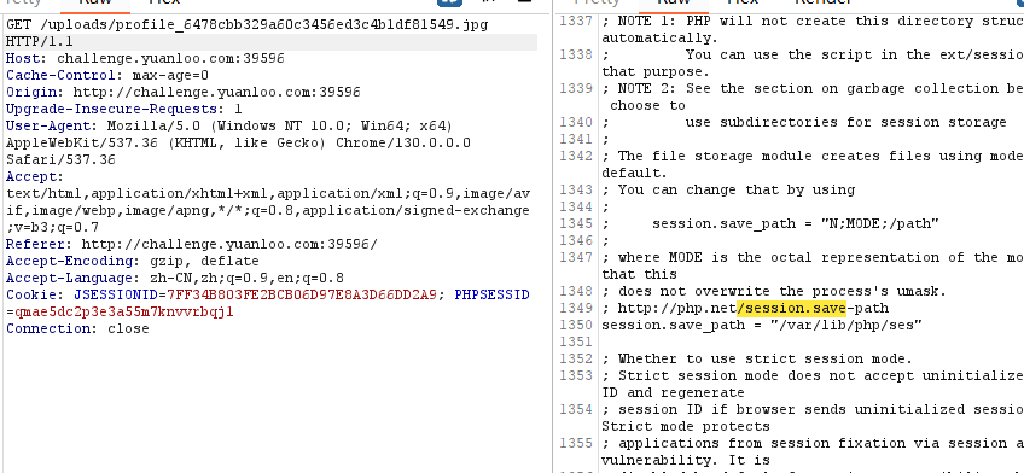 GET /uploads/profile_6478cbb329a60c3456ed3c4b1df81549.jpg
HTTP/1.1
Host: challenge.yuanloo.com:39596
Cache-Control: max-age=0
Origin: http://challenge.yuanloo.com:39596
Upgrade-Insecure-Requests: 1
User-Agent: Mozilla/5.0 (Windows NT 10.0; Win64; x64)
AppleWebKit/537.36 (KHTML, like Gecko) Chrome/130.0.0.0
Safari/537.36
Accept:
text/html,application/xhtml+xml,application/xml;q=0.9,image/av
if,image/webp,image/apng,*/*;q=0.8,application/signed-exchange
;v=b3;q=0.7
Referer: http://challenge.yuanloo.com:39596/
Accept-Encoding: gzip, deflate
Accept-Language: zh-CN,zh;q=0.9,en;q=0.8
Cookie: JSESSIONID=7FF34B803FE2BCB06D97E8A3D66DD2A9; PHPSESSID
=qmae5dc2p3e3a55m7knvvrbqj1
Connection: close
1337 ; NOTE 1: PHP will not create this directory struc
automatically.
1338 ; You can use the script in the ext/sessio
that purpose.
1339 ; NOTE 2: See the section on garbage collection be
choose to
1340 ; use subdirectories for session storage
1341 ;
1342 ; The file storage module creates files using mode
default.
1343 ; You can change that by using
1344 ;
1345 ; session.save_path = "N;MODE;/path"
1346 ;
1347 ; where MODE is the octal representation of the mo
that this
1348 ; does not overwrite the process's umask.
1349 ; http://php.net/session.save-path
1350 session.save_path = "/var/lib/php/ses"
1351
1352 ; Whether to use strict session mode.
1353 ; Strict session mode does not accept uninitialize
ID and regenerate
1354 ; session ID if browser sends uninitialized sessio
Strict mode protects
1355 ; applications from session fixation via session a
vulnerability. It is